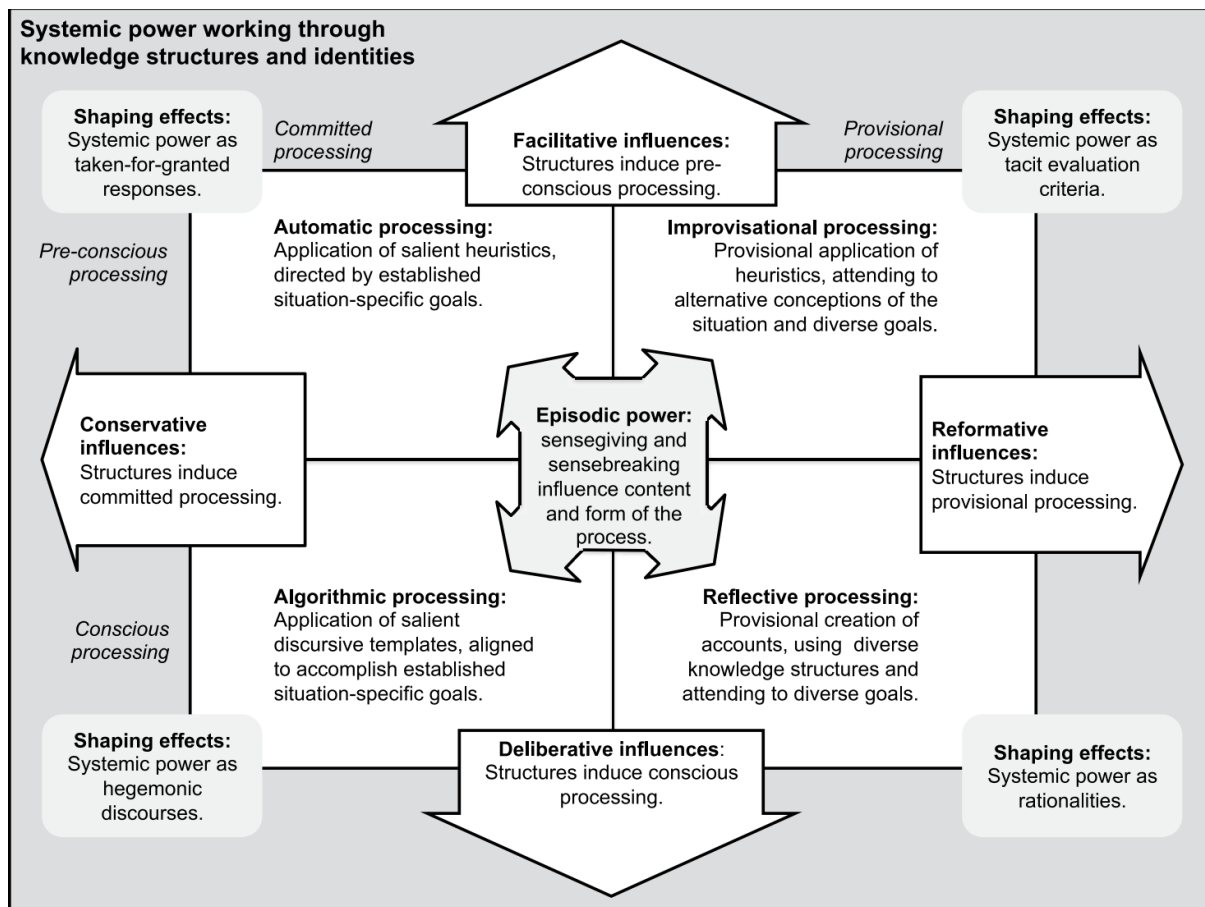 Systemic power working through
knowledge structures and identities
Shaping effects:
Systemic power as
taken-for-granted
responses.
Committed
processing
Facilitative influences:
Structures induce pre-
conscious processing.
Provisional
processing
Shaping effects:
Systemic power as
tacit evaluation
criteria.
Pre-conscious
processing
Automatic processing:
Application of salient heuristics,
directed by established
situation-specific goals.
Improvisational processing:
Provisional application of
heuristics, attending to
alternative conceptions of the
situation and diverse goals.
Conservative
influences:
Structures induce
committed processing.
Episodic power:
sensegiving and
sensebreaking
influence content
and form of the
process.
Reformative
influences:
Structures induce
provisional processing.
Conscious
processing
Algorithmic processing:
Application of salient
discursive templates, aligned
to accomplish established
situation-specific goals.
Reflective processing:
Provisional creation of
accounts, using diverse
knowledge structures and
attending to diverse goals.
Shaping effects:
Systemic power as
hegemonic
discourses.
Deliberative influences:
Structures induce conscious
processing.
Shaping effects:
Systemic power as
rationalities.